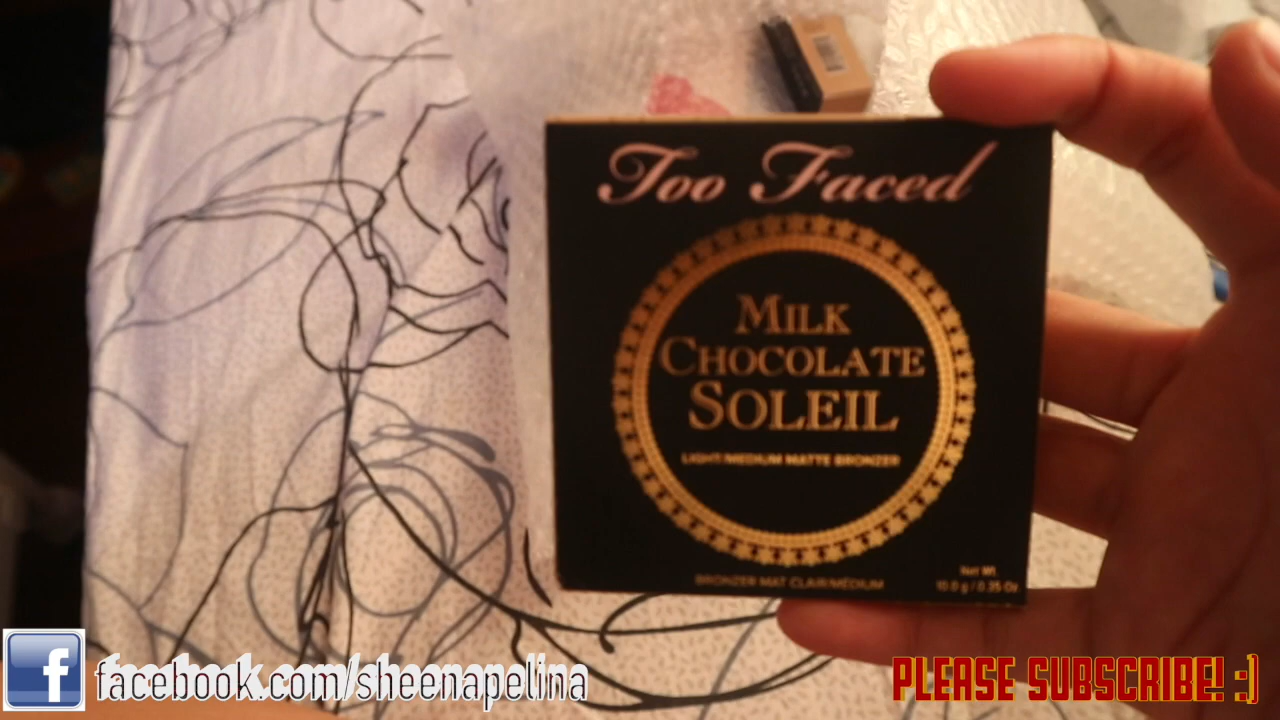 Too Faced
MILK
CHOCOLATE
SOLEIL
LIGHT/MEDIUM MATTE BRONZER
BRONZER MAT CLAIR/MEDIUM
Net Wt.
10.0 g / 0.35 Oz.
facebook.com/sheenapelina
PLEASE SUBSCRIBE! :)